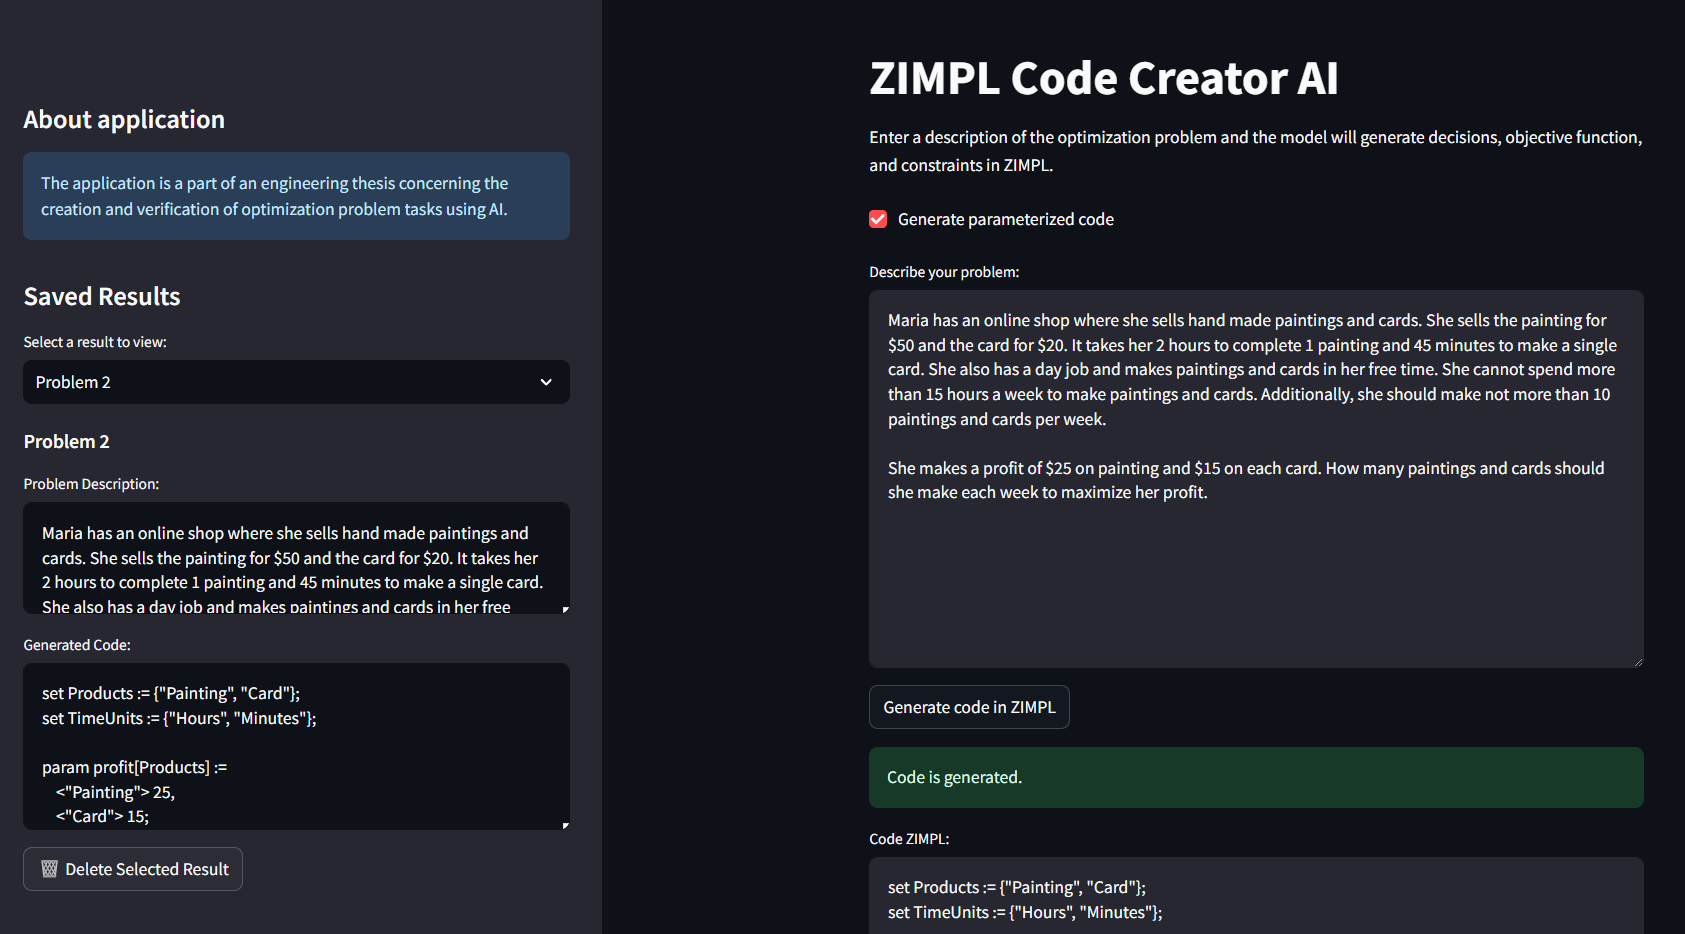 About application
The application is a part of an engineering thesis concerning the
creation and verification of optimization problem tasks using AI.
Saved Results
Select a result to view:
Problem 2
Problem 2
Problem Description:
Maria has an online shop where she sells hand made paintings and
cards. She sells the painting for $50 and the card for $20. It takes her
2 hours to complete 1 painting and 45 minutes to make a single card.
She also has a day job and makes paintings and cards in her free
Generated Code:
set Products := {"Painting", "Card"};
set TimeUnits := {"Hours", "Minutes"};
param profit[Products] :=
<"Painting"> 25,
<"Card"> 15;
Delete Selected Result
ZIMPL Code Creator AI
Enter a description of the optimization problem and the model will generate decisions, objective function,
and constraints in ZIMPL.
Generate parameterized code
Describe your problem:
Maria has an online shop where she sells hand made paintings and cards. She sells the painting for
$50 and the card for $20. It takes her 2 hours to complete 1 painting and 45 minutes to make a single
card. She also has a day job and makes paintings and cards in her free time. She cannot spend more
than 15 hours a week to make paintings and cards. Additionally, she should make not more than 10
paintings and cards per week.
She makes a profit of $25 on painting and $15 on each card. How many paintings and cards should
she make each week to maximize her profit.
Generate code in ZIMPL
Code is generated.
Code ZIMPL:
set Products := {"Painting", "Card"};
set TimeUnits := {"Hours", "Minutes"};